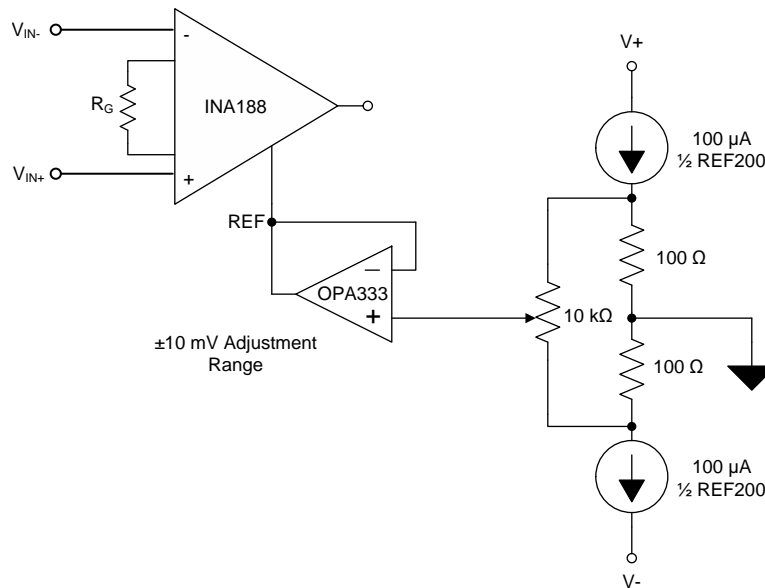 V+
VIN-
-
INA188
RG
100 µA
½ REF200
VIN+
+
REF
100 Ω
−
OPA333
+
10 kΩ
±10 mV Adjustment
Range
100 Ω
100 µA
½ REF200
V-